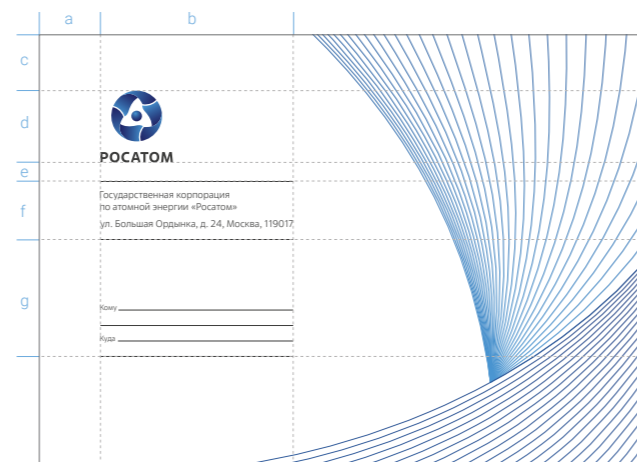 a b
c
d
РОСАТОМ
e
Государственная корпорация
f
по атомной энергии «Росатом»
ул. Большая Ордынка, д. 24, Москва, 119017
g
Кому
Куда